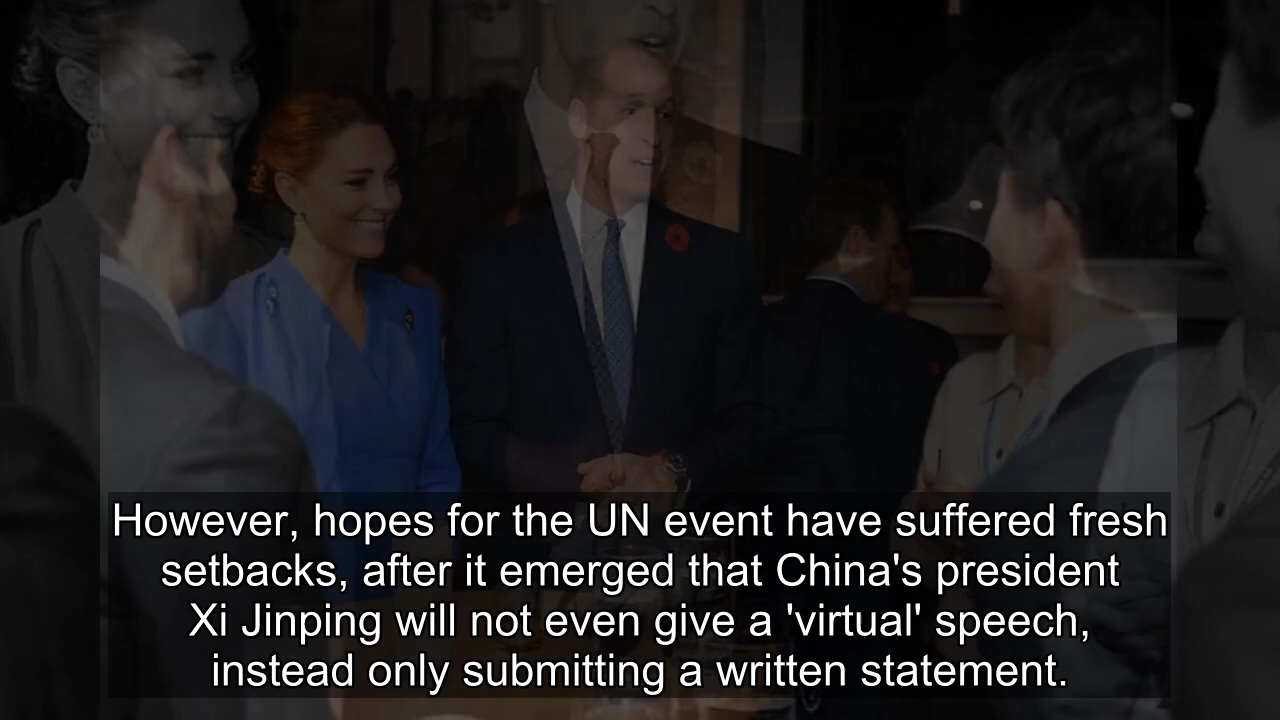 However, hopes for the UN event have suffered fresh
setbacks, after it emerged that China's president
Xi Jinping will not even give a 'virtual' speech,
instead only submitting a written statement.